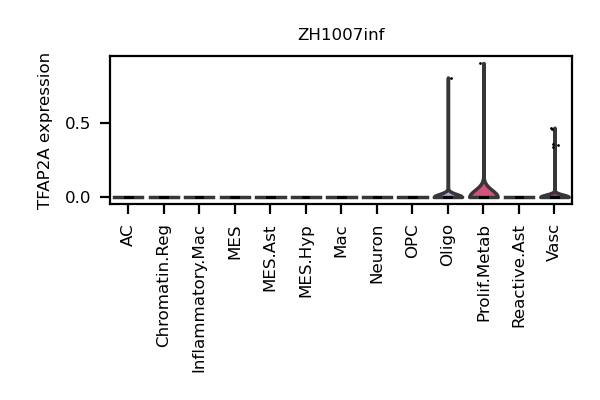 ZH1007inf
TFAP2A expression
0.5
0.0
AC
Chromatin.Reg
Inflammatory.Mac
MES
MES.Ast
MES.Hyp
Mac
Neuron
OPC
Oligo
Prolif.Metab
Reactive.Ast
Vasc